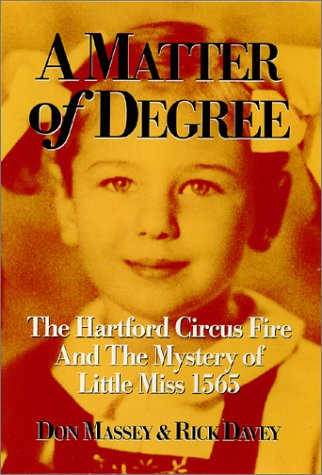 A MATTER
of DEGREE
The Hartford Circus Fire
And The Mystery of
Little Miss 1565
DON MASSEY & RICK DAVEY